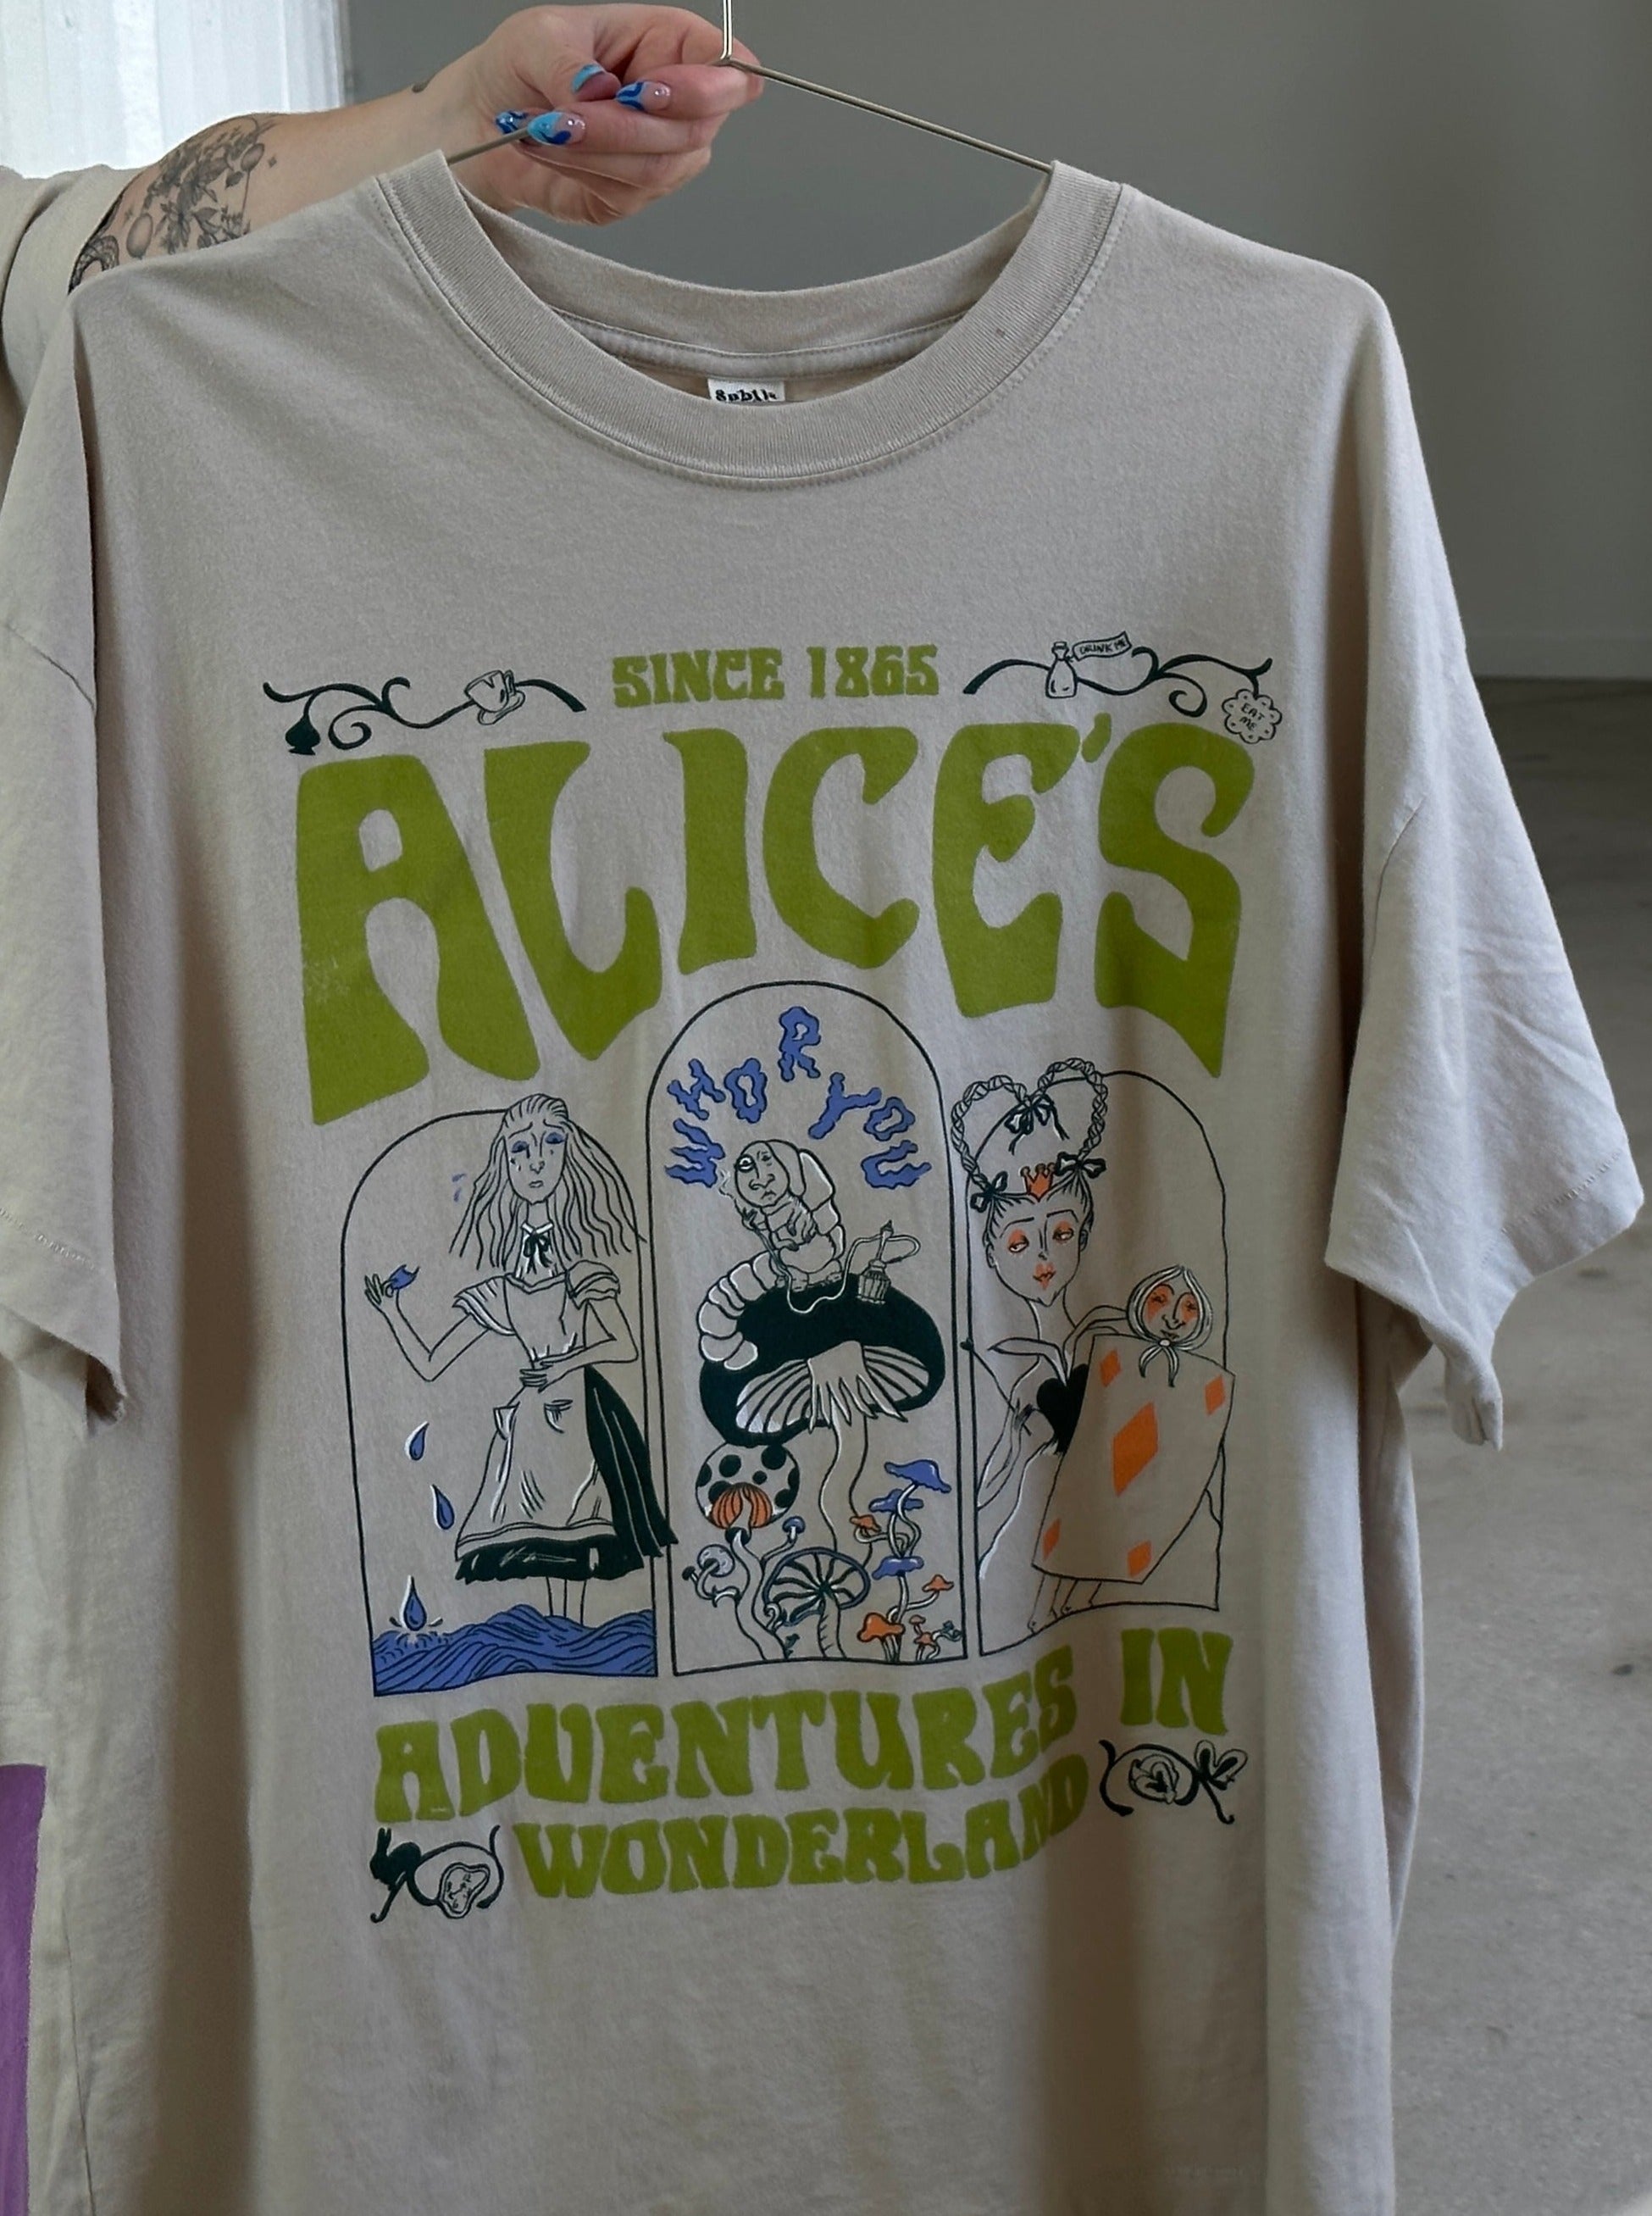 SINCE 1865
DRINK ME
EAT ME
ALICE'S
WHO R YOU
ADVENTURES IN
WONDERLAND